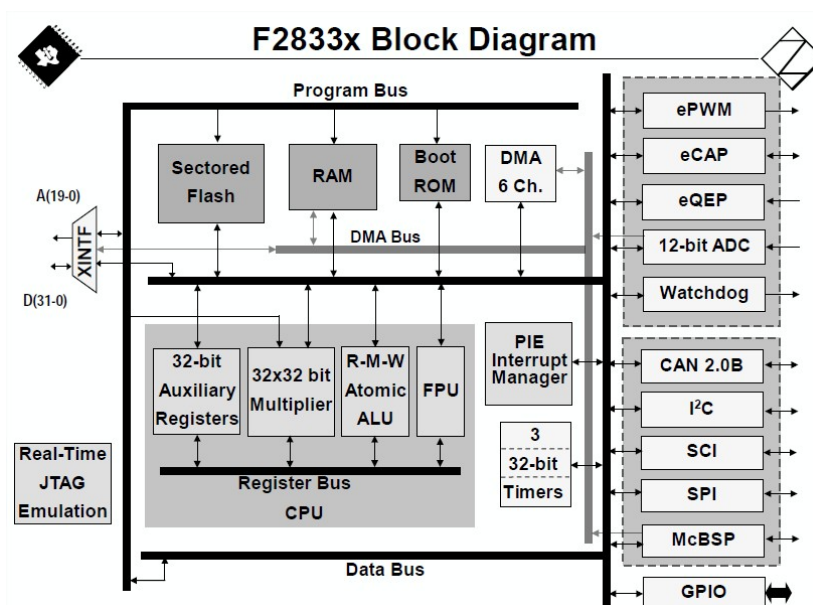 F2833x Block Diagram
Program Bus
Sectored
Flash
RAM
Boot
ROM
DMA
6 Ch.
A(19-0)
XINTF
D(31-0)
DMA Bus
32-bit
Auxiliary
Registers
32x32 bit
Multiplier
R-M-W
Atomic
ALU
FPU
PIE
Interrupt
Manager
3
32-bit
Timers
Register Bus
CPU
Real-Time
JTAG
Emulation
Data Bus
ePWM
eCAP
eQEP
12-bit ADC
Watchdog
CAN 2.0B
I²C
SCI
SPI
McBSP
GPIO